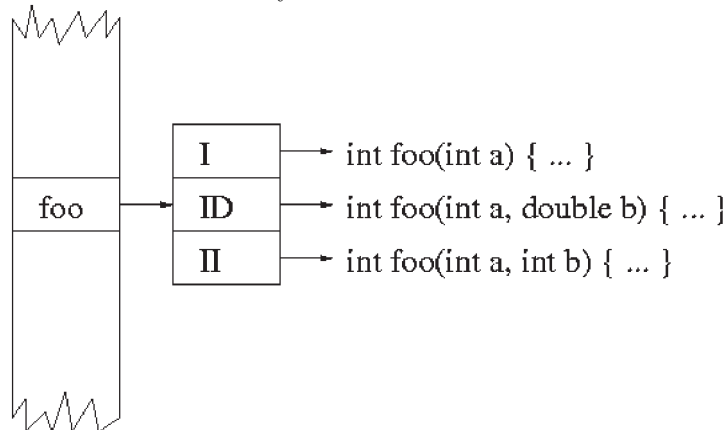 I
int foo(int a) { ... }
foo
ID
int foo(int a, double b) { ... }
II
int foo(int a, int b) { ... }